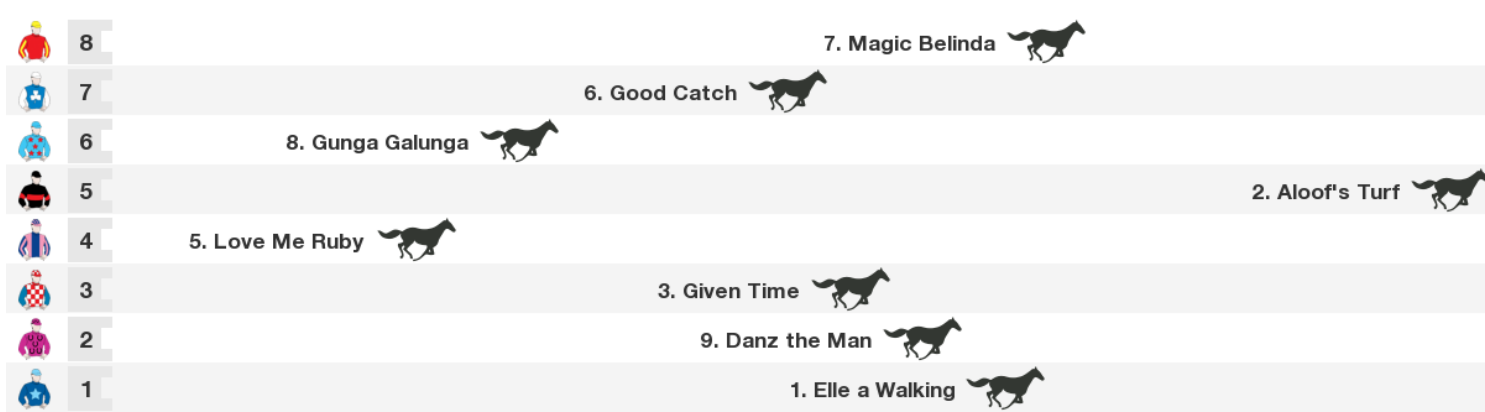 8 7. Magic Belinda
7 6. Good Catch
6 8. Gunga Galunga
5 2. Aloof's Turf
4 5. Love Me Ruby
3 3. Given Time
2 9. Danz the Man
1 1. Elle a Walking